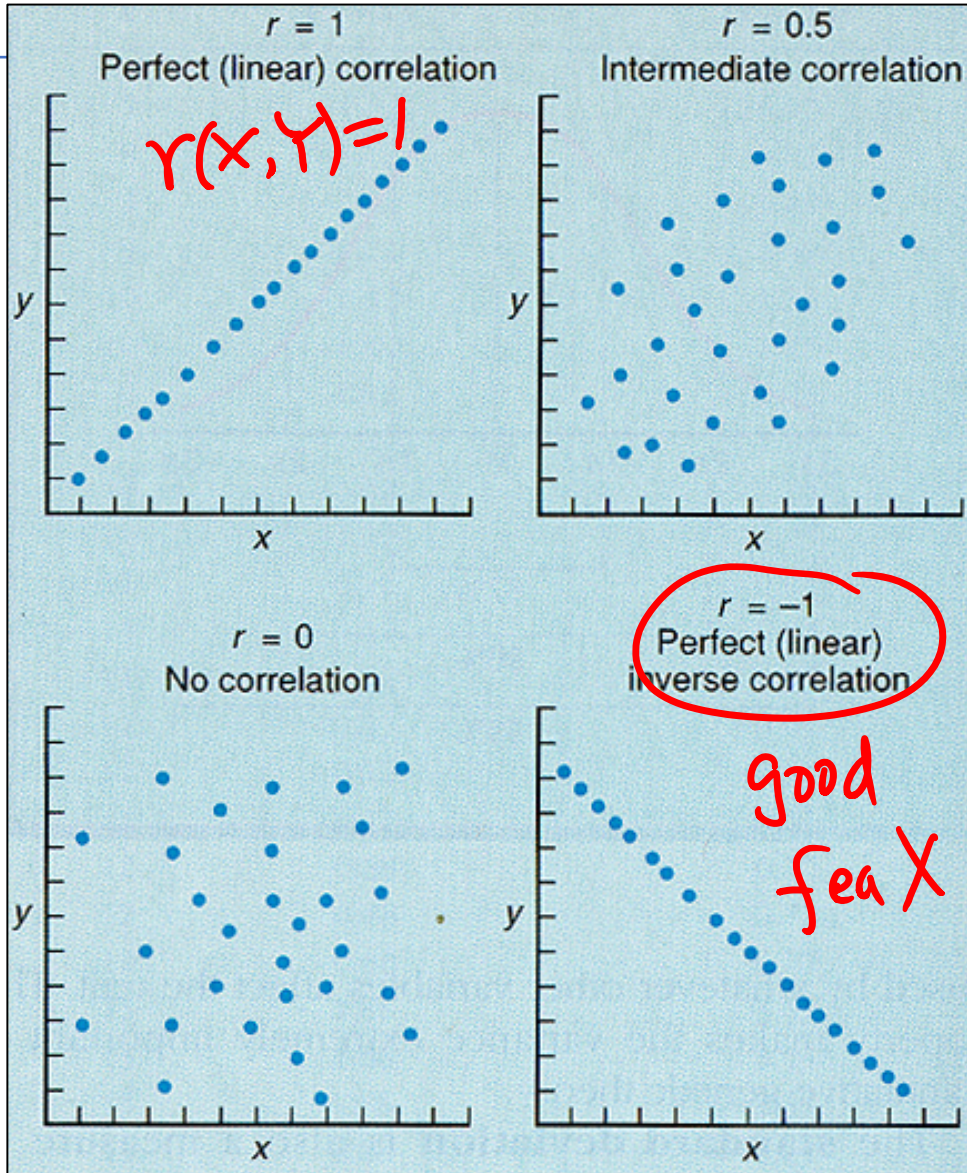 r = 1
Perfect (linear) correlation
r(X,Y)=1
y
x
r = 0.5
Intermediate correlation
y
x
r = 0
No correlation
y
x
r = –1
Perfect (linear)
inverse correlation
good
fea X
y
x